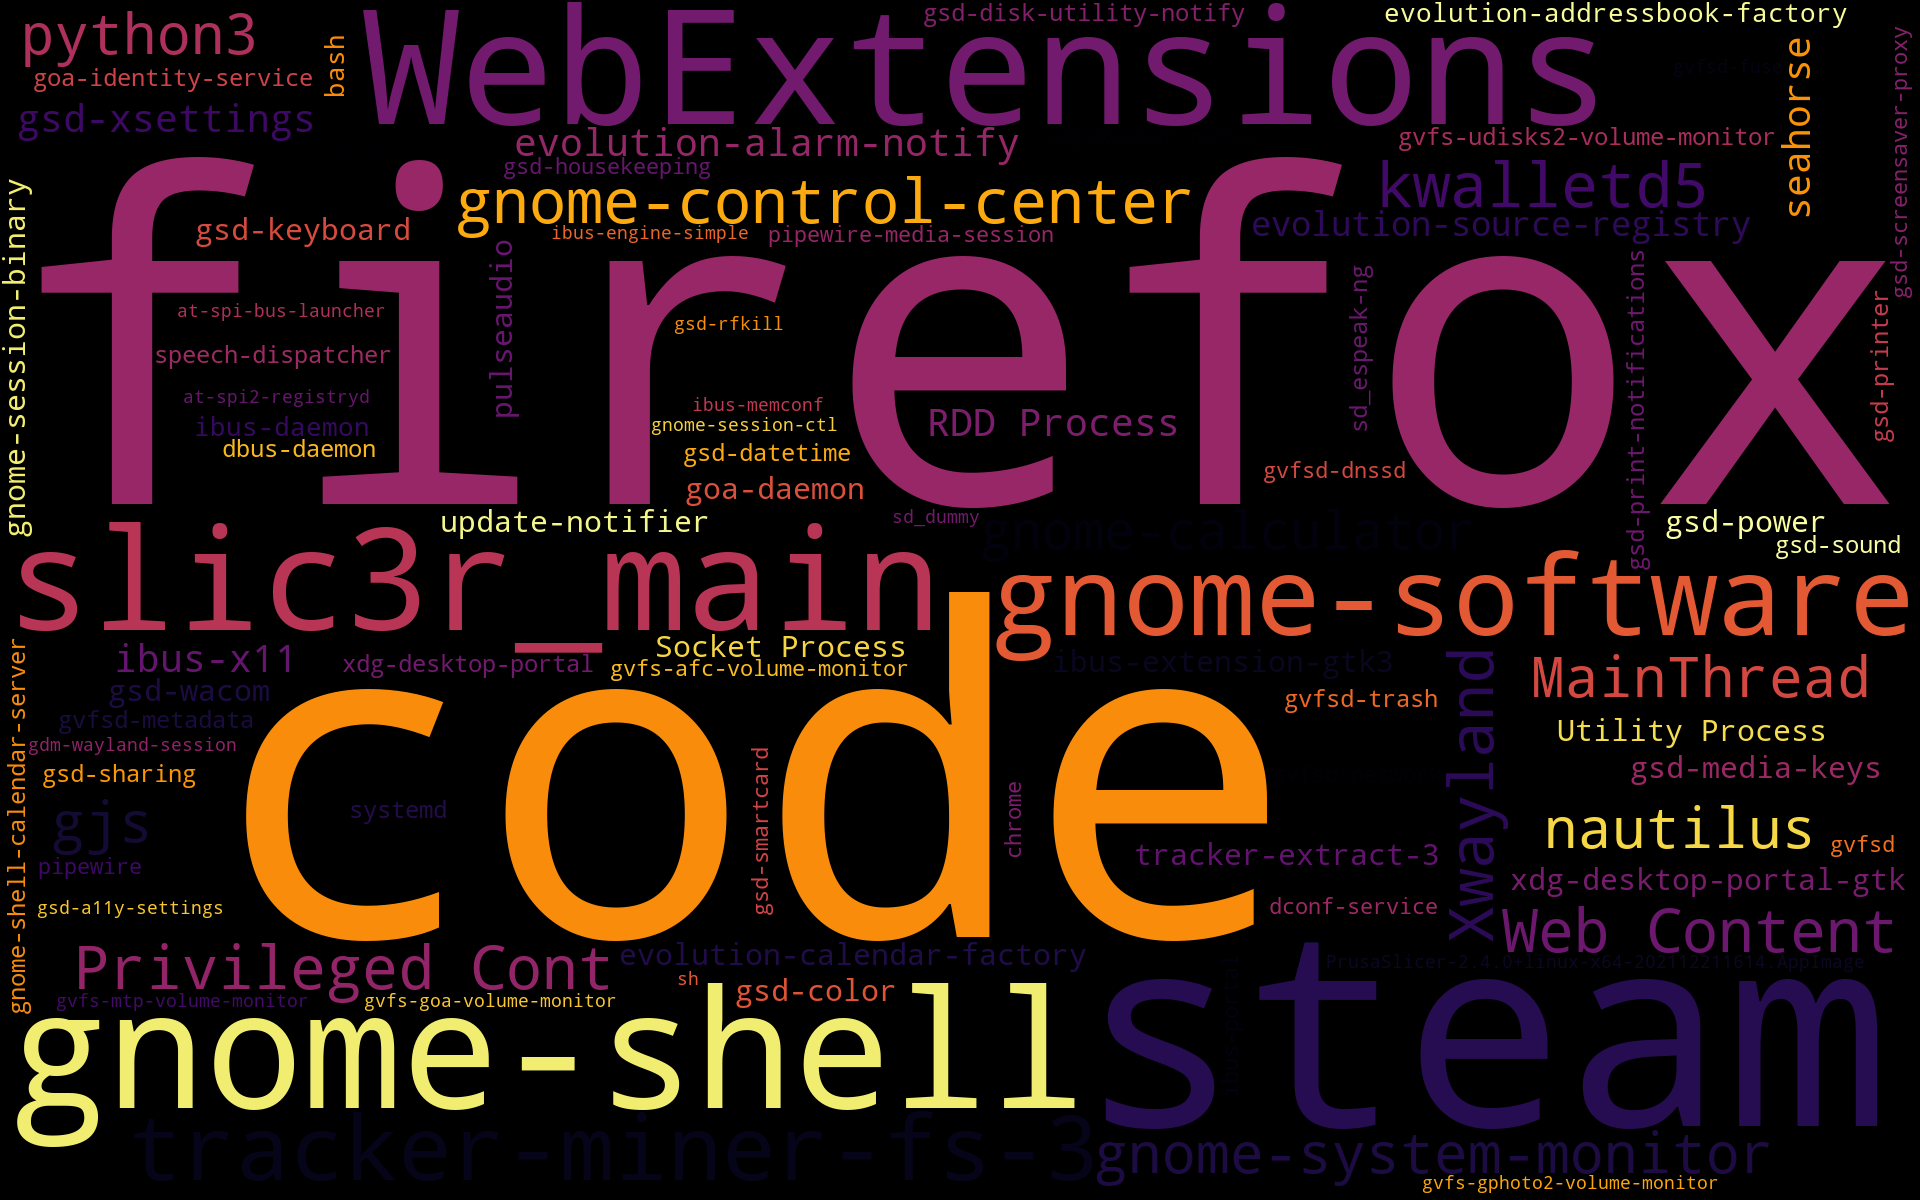 python3
gsd-disk-utility-notify
evolution-addressbook-factory
goa-identity-service
bash
WebExtensions
seahorse
gsd-screensaver-proxy
gsd-xsettings
evolution-alarm-notify
gvfs-udisks2-volume-monitor
gsd-housekeeping
gnome-control-center
kwalletd5
gnome-session-binary
gsd-keyboard
ibus-engine-simple
pipewire-media-session
evolution-source-registry
firefox
pulseaudio
at-spi-bus-launcher
gsd-rfkill
sd_espeak-ng
gsd-print-notifications
gsd-printer
speech-dispatcher
at-spi2-registryd
ibus-memconf
ibus-daemon
gnome-session-ctl
RDD Process
dbus-daemon
gsd-datetime
gvfsd-dnssd
goa-daemon
update-notifier
sd_dummy
gnome-calculator
gsd-power
gsd-sound
slic3r_main
gnome-software
ibus-x11
xdg-desktop-portal
Socket Process
gvfs-afc-volume-monitor
ibus-extension-gtk3
MainThread
gnome-shell-calendar-server
gsd-wacom
gvfsd-metadata
gvfsd-trash
Xwayland
Utility Process
gdm-wayland-session
gsd-sharing
code
gsd-media-keys
gjs
systemd
gsd-smartcard
chrome
nautilus
gvfsd
pipewire
tracker-extract-3
xdg-desktop-portal-gtk
gsd-a11y-settings
dconf-service
Web Content
Privileged Cont
evolution-calendar-factory
PrusaSlicer-2.4.0+linux-x64-202112211614.AppImage
sh
gsd-color
gvfs-mtp-volume-monitor
gvfs-goa-volume-monitor
gnome-shell
steam
tracker-miner-fs-3
gnome-system-monitor
gvfs-gphoto2-volume-monitor